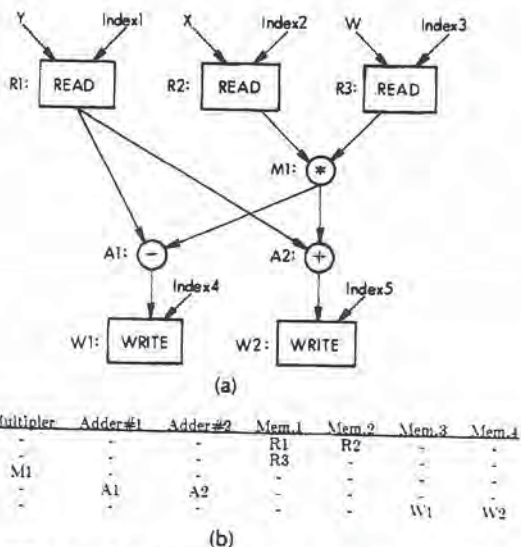 Y Index1 X Index2 W Index3
R1: READ R2: READ R3: READ
M1: *
A1: - A2: +
Index4 Index5
W1: WRITE W2: WRITE
(a)
Multipler Adder#1 Adder#2 Mem.1 Mem.2 Mem.3 Mem.4
- - - R1 R2 - -
- - - R3 - - -
M1 - - - - - -
- A1 A2 - - - -
- - - - - W1 W2
(b)